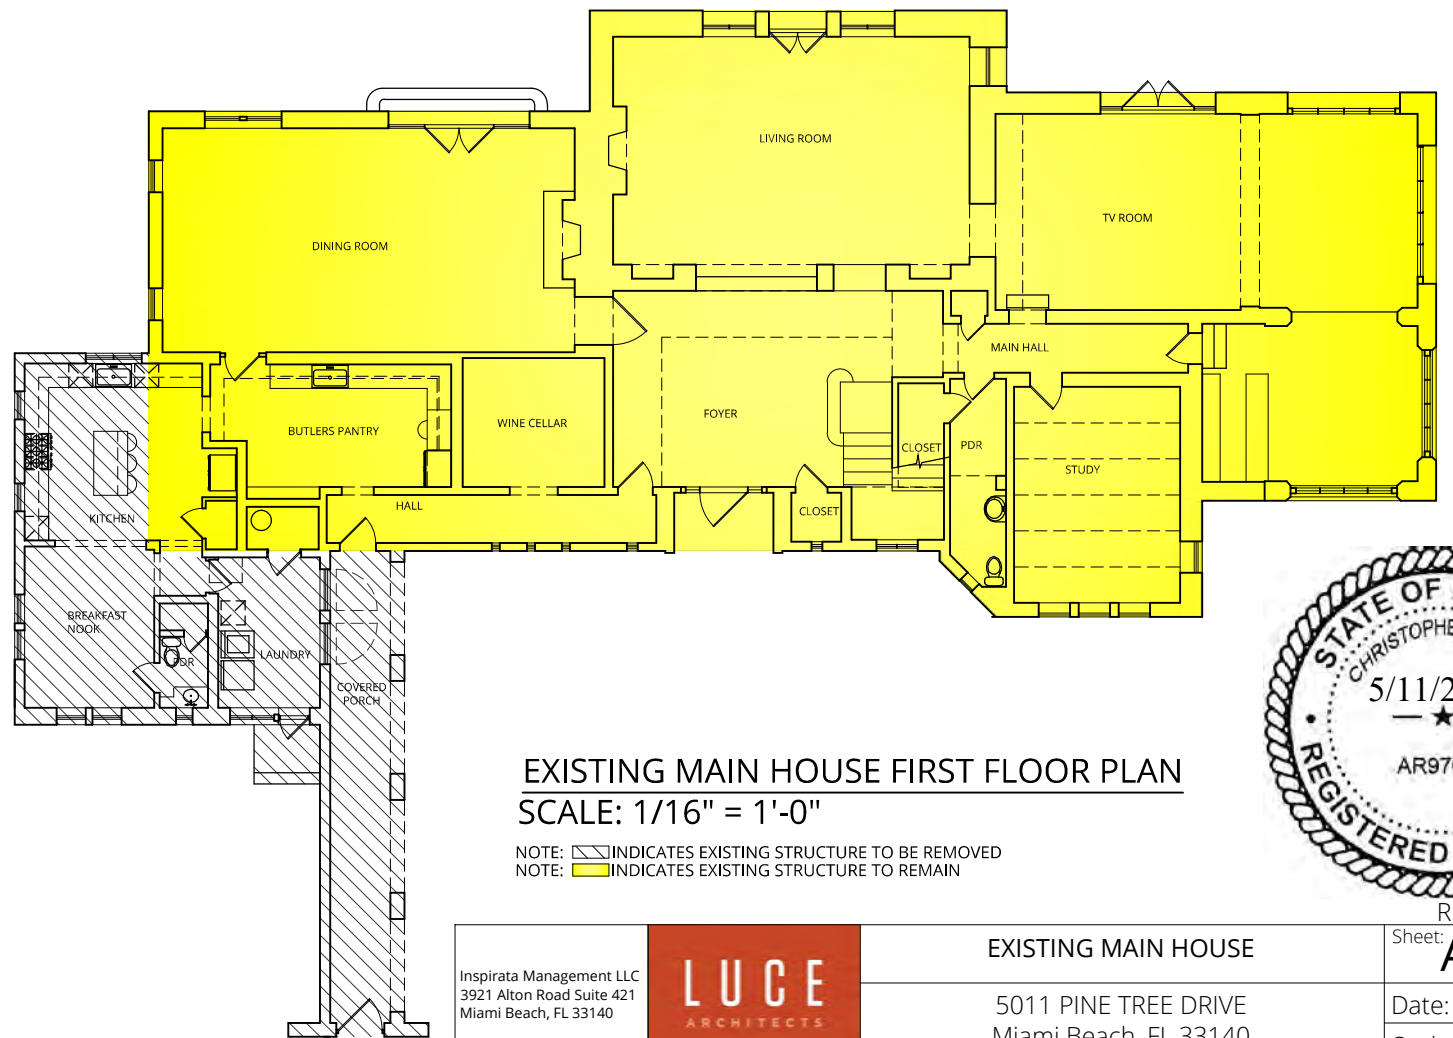 LIVING ROOM
TV ROOM
DINING ROOM
MAIN HALL
FOYER
WINE CELLAR
BUTLERS PANTRY
CLOSET
PDR
STUDY
HALL
CLOSET
KITCHEN
BREAKFAST
NOOK
PDR
LAUNDRY
COVERED
PORCH
STATE OF
CHRISTOPHE
5/11/2
AR97
REGISTERED
EXISTING MAIN HOUSE FIRST FLOOR PLAN
SCALE: 1/16" = 1'-0"
NOTE: INDICATES EXISTING STRUCTURE TO BE REMOVED
NOTE: INDICATES EXISTING STRUCTURE TO REMAIN
R
Inspirata Management LLC
3921 Alton Road Suite 421
Miami Beach, FL 33140
LUCE
ARCHITECTS
EXISTING MAIN HOUSE
5011 PINE TREE DRIVE
Miami Beach, FL 33140
Sheet:
A
Date: